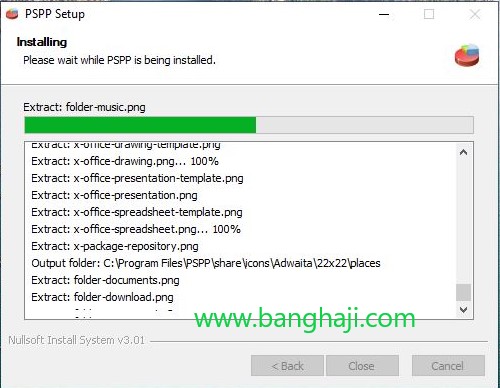 PSPP Setup
Installing
Please wait while PSPP is being installed.
Extract: folder-music.png
Extract: x-office-drawing-template.png
Extract: x-office-drawing.png... 100%
Extract: x-office-presentation-template.png
Extract: x-office-presentation.png
Extract: x-office-spreadsheet-template.png
Extract: x-office-spreadsheet.png... 100%
Extract: x-package-repository.png
Output folder: C:\Program Files\PSPP\share\icons\Adwaita\22x22\places
Extract: folder-documents.png
Extract: folder-download.png
www.banghaji.com
Nullsoft Install System v3.01
< Back
Close
Cancel